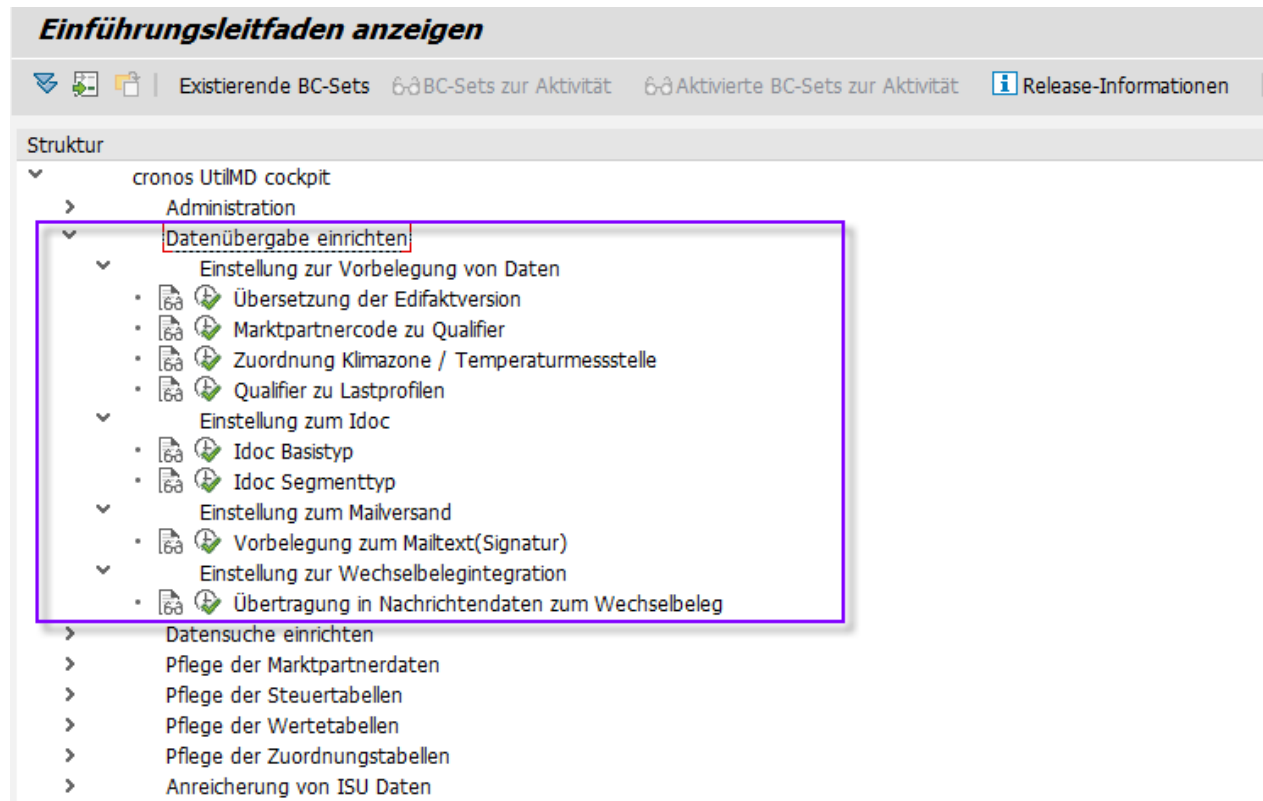 Einführungsleitfaden anzeigen
Existierende BC-Sets BC-Sets zur Aktivität Aktivierte BC-Sets zur Aktivität Release-Informationen
Struktur
cronos UtilMD cockpit
Administration
Datenübergabe einrichten
Einstellung zur Vorbelegung von Daten
Übersetzung der Edifaktversion
Marktpartnercode zu Qualifier
Zuordnung Klimazone / Temperaturmessstelle
Qualifier zu Lastprofilen
Einstellung zum Idoc
Idoc Basistyp
Idoc Segmenttyp
Einstellung zum Mailversand
Vorbelegung zum Mailtext(Signatur)
Einstellung zur Wechselbelegintegration
Übertragung in Nachrichtendaten zum Wechselbeleg
Datensuche einrichten
Pflege der Marktpartnerdaten
Pflege der Steuertabellen
Pflege der Wertetabellen
Pflege der Zuordnungstabellen
Anreicherung von ISU Daten